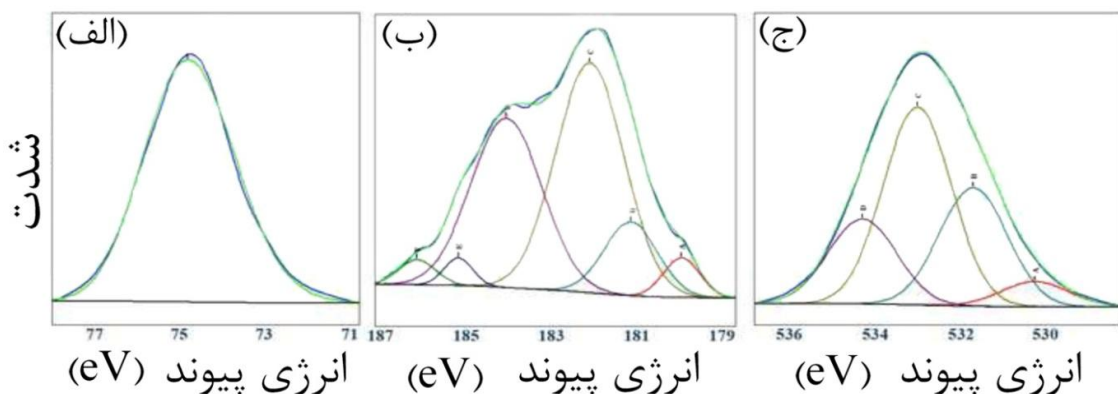 (الف)
(ب)
(ج)
شدت
C
B
A
C
B
D
A
77 75 73 71
187 185 183 181 179
536 534 532 530
انرژی پیوند (eV)
انرژی پیوند (eV)
انرژی پیوند (eV)